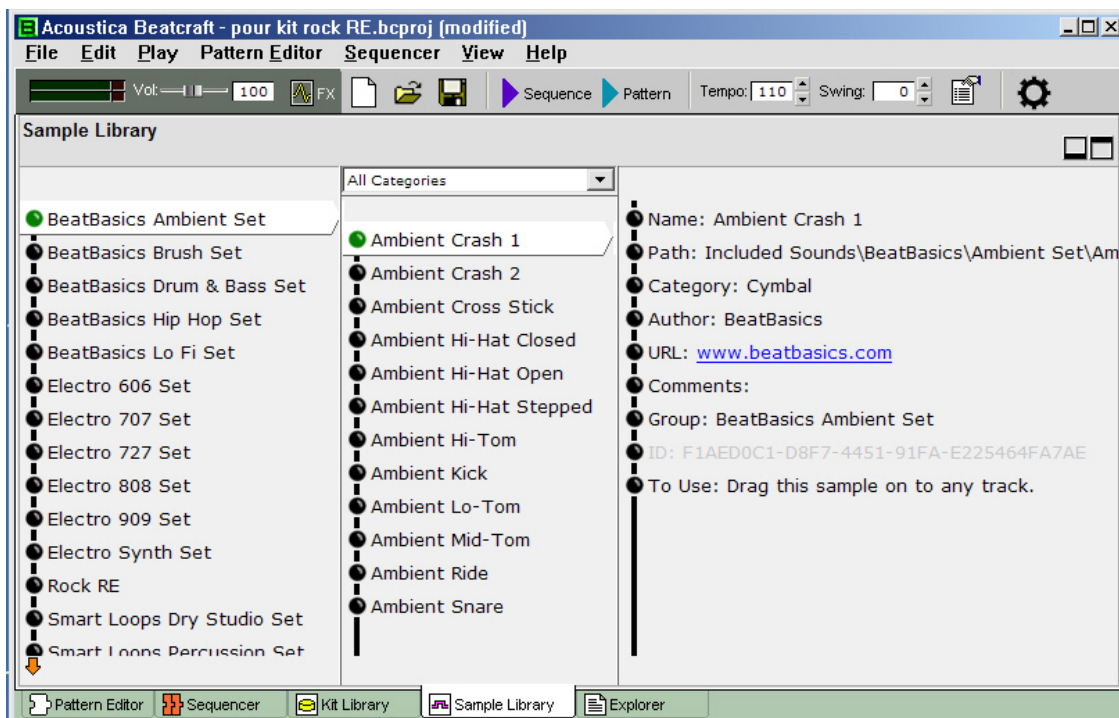 Acoustica Beatcraft - pour kit rock RE.bcproj (modified)
File Edit Play Pattern Editor Sequencer View Help
Vol: 100 FX Sequence Pattern Tempo: 110 Swing: 0
Sample Library
All Categories
BeatBasics Ambient Set
BeatBasics Brush Set
BeatBasics Drum & Bass Set
BeatBasics Hip Hop Set
BeatBasics Lo Fi Set
Electro 606 Set
Electro 707 Set
Electro 727 Set
Electro 808 Set
Electro 909 Set
Electro Synth Set
Rock RE
Smart Loops Dry Studio Set
Smart Loops Percussion Set
Ambient Crash 1
Ambient Crash 2
Ambient Cross Stick
Ambient Hi-Hat Closed
Ambient Hi-Hat Open
Ambient Hi-Hat Stepped
Ambient Hi-Tom
Ambient Kick
Ambient Lo-Tom
Ambient Mid-Tom
Ambient Ride
Ambient Snare
Name: Ambient Crash 1
Path: Included Sounds\BeatBasics\Ambient Set\Am
Category: Cymbal
Author: BeatBasics
URL: www.beatbasics.com
Comments:
Group: BeatBasics Ambient Set
ID: F1AED0C1-D8F7-4451-91FA-E225464FA7AE
To Use: Drag this sample on to any track.
Pattern Editor Sequencer Kit Library Sample Library Explorer